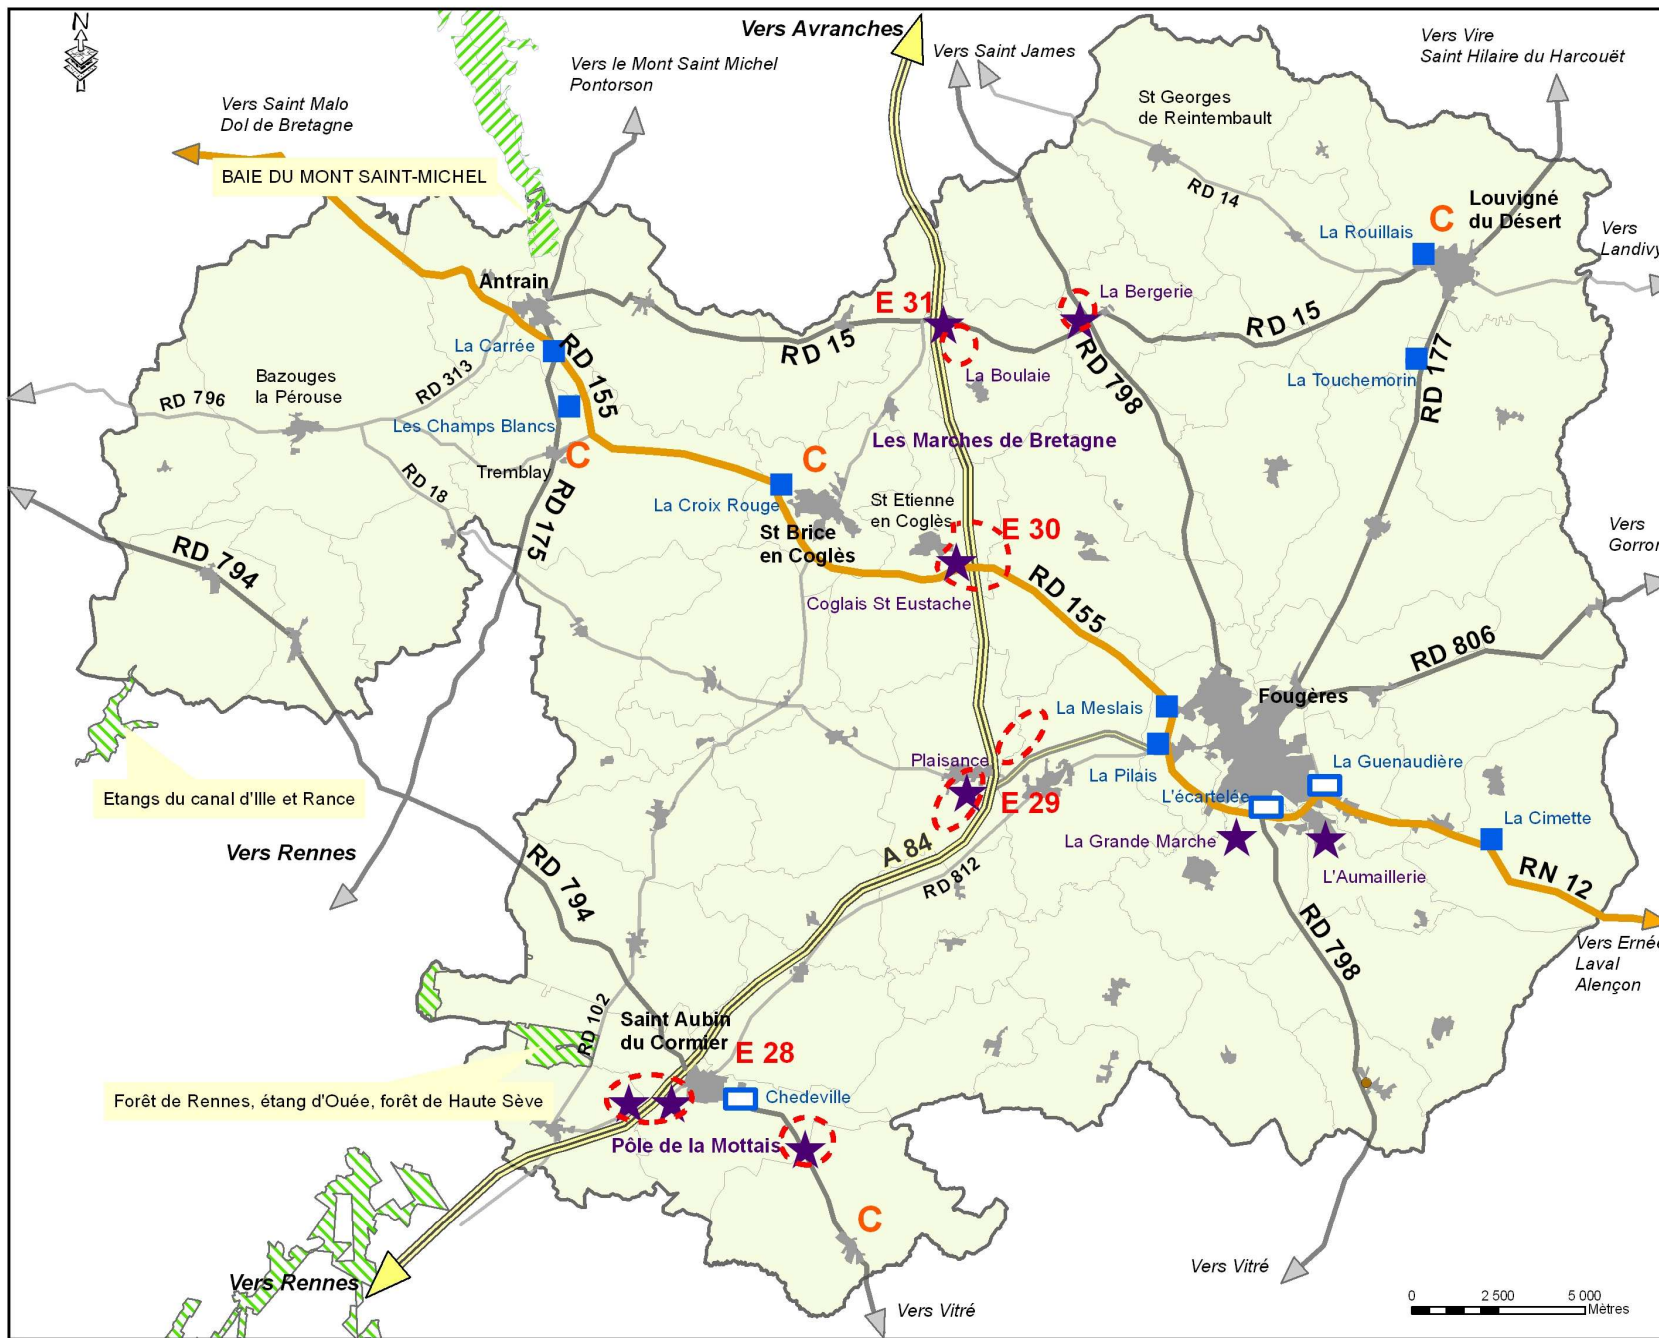 N
Vers Avranches
Vers Saint James
Vers Vire
Saint Hilaire du Harcouët
Vers le Mont Saint Michel
Pontorson
Vers Saint Malo
Dol de Bretagne
BAIE DU MONT SAINT-MICHEL
St Georges
de Reintembault
RD 14
Louvigné
du Désert
C
La Rouillais
Vers
Landivy
Antrain
E 31
La Bergerie
RD 15
RD 15
La Carrée
RD 155
RD 313
La Boulaie
RD 798
La Touchemorin
RD 177
Bazouges
la Pérouse
RD 796
Les Champs Blancs
C
Tremblay
Les Marches de Bretagne
C
RD 18
La Croix Rouge
St Etienne
en Coglès
E 30
St Brice
en Coglès
RD 175
RD 794
Vers
Gorron
Coglais St Eustache
RD 155
RD 806
Fougères
La Meslais
Plaisance
La Pilais
La Guenaudière
L'écartelée
E 29
Etangs du canal d'Ille et Rance
La Cimette
La Grande Marche
A 84
Vers Rennes
RD 812
L'Aumaillerie
RN 12
RD 794
RD 798
Vers Ernée
Laval
Alençon
RD 102
Saint Aubin
du Cormier
E 28
Chedeville
Forêt de Rennes, étang d'Ouée, forêt de Haute Sève
Pôle de la Mottais
C
Vers Rennes
Vers Vitré
Vers Vitré
0 2 500 5 000
Mètres